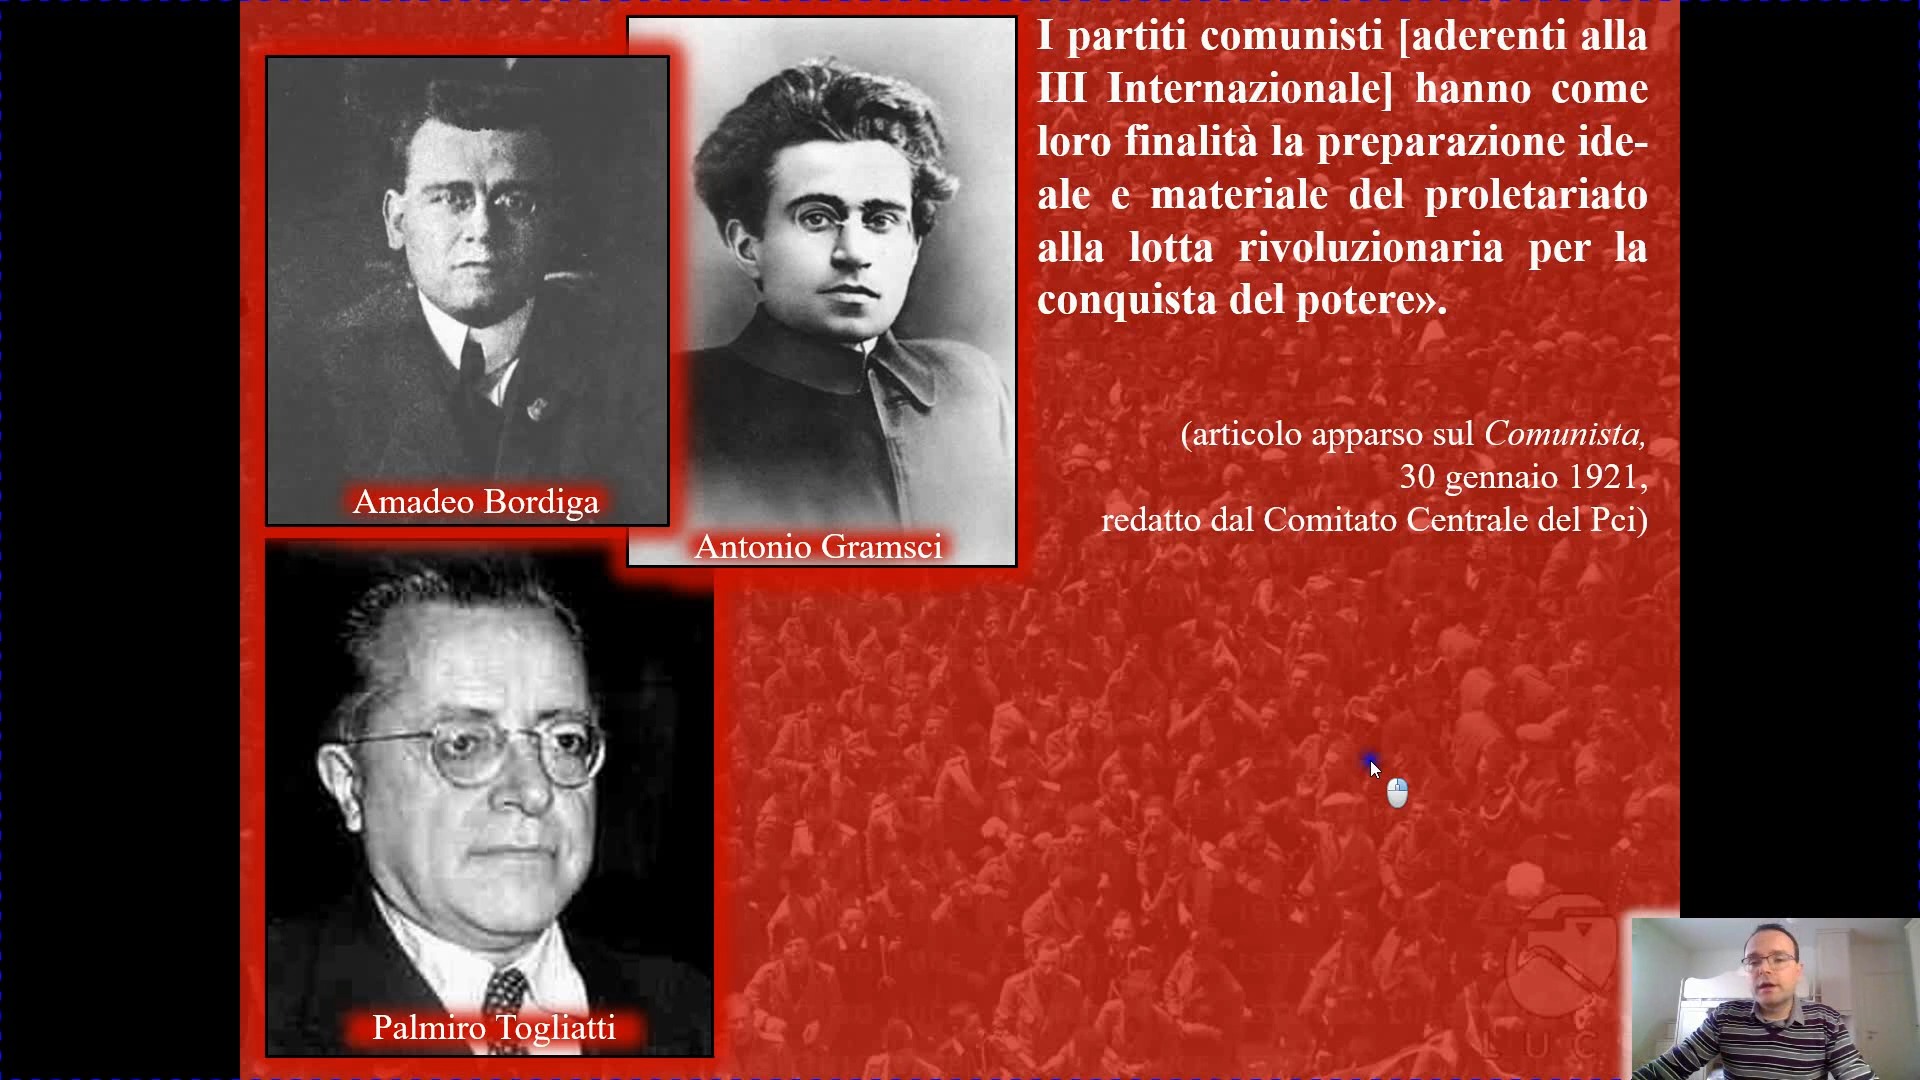 I partiti comunisti [aderenti alla
III Internazionale] hanno come
loro finalità la preparazione ide-
ale e materiale del proletariato
alla lotta rivoluzionaria per la
conquista del potere».
(articolo apparso sul Comunista,
30 gennaio 1921,
redatto dal Comitato Centrale del Pci)
Amadeo Bordiga
Antonio Gramsci
Palmiro Togliatti
LUCE